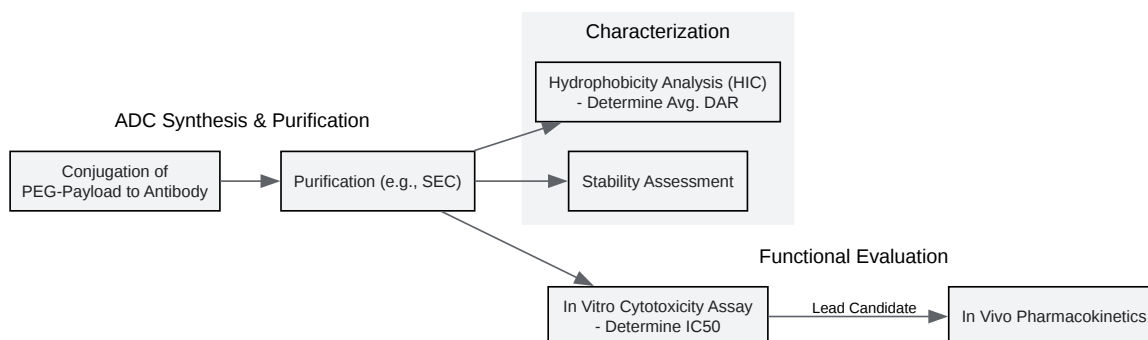 Characterization
Hydrophobicity Analysis (HIC)
- Determine Avg. DAR
ADC Synthesis & Purification
Conjugation of
PEG-Payload to Antibody
Purification (e.g., SEC)
Stability Assessment
Functional Evaluation
In Vitro Cytotoxicity Assay
- Determine IC50
Lead Candidate
In Vivo Pharmacokinetics